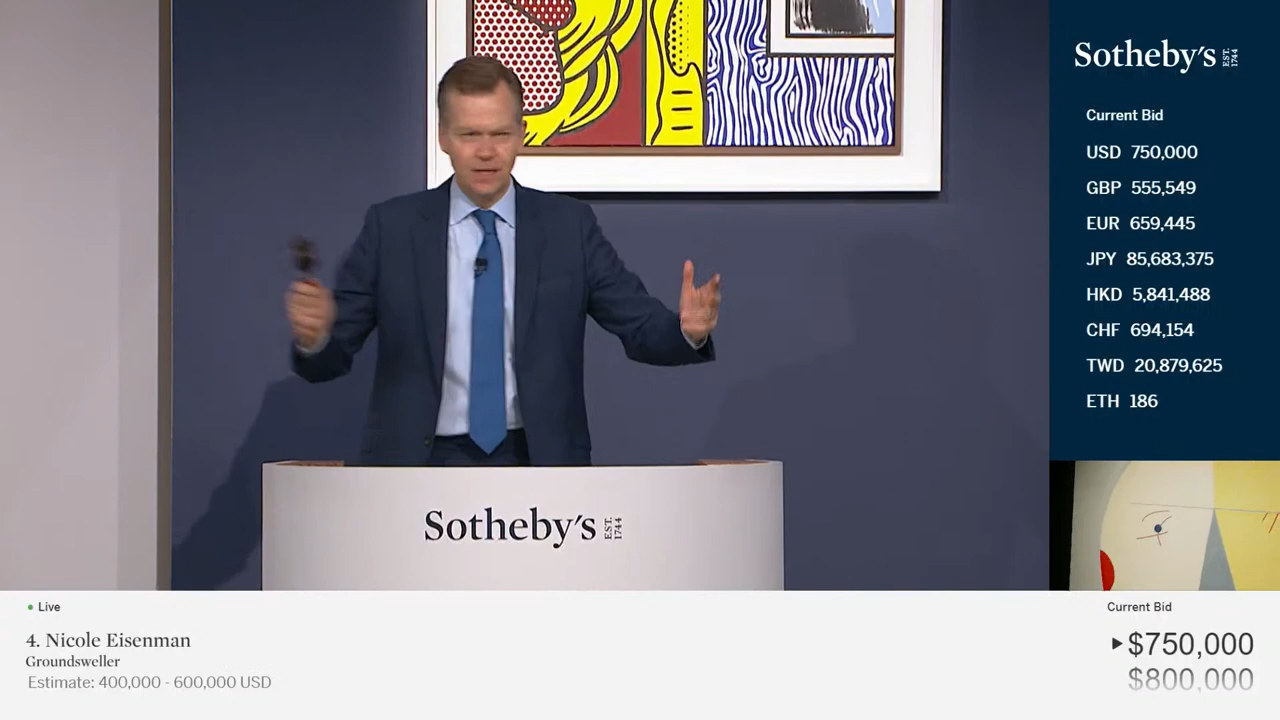 Sotheby's EST. 1744
Current Bid
USD 750,000
GBP 555,549
EUR 659,445
JPY 85,683,375
HKD 5,841,488
CHF 694,154
TWD 20,879,625
ETH 186
Sotheby's EST. 1744
Live
Current Bid
4. Nicole Eisenman
Groundsweller
Estimate: 400,000 - 600,000 USD
$750,000
$800,000